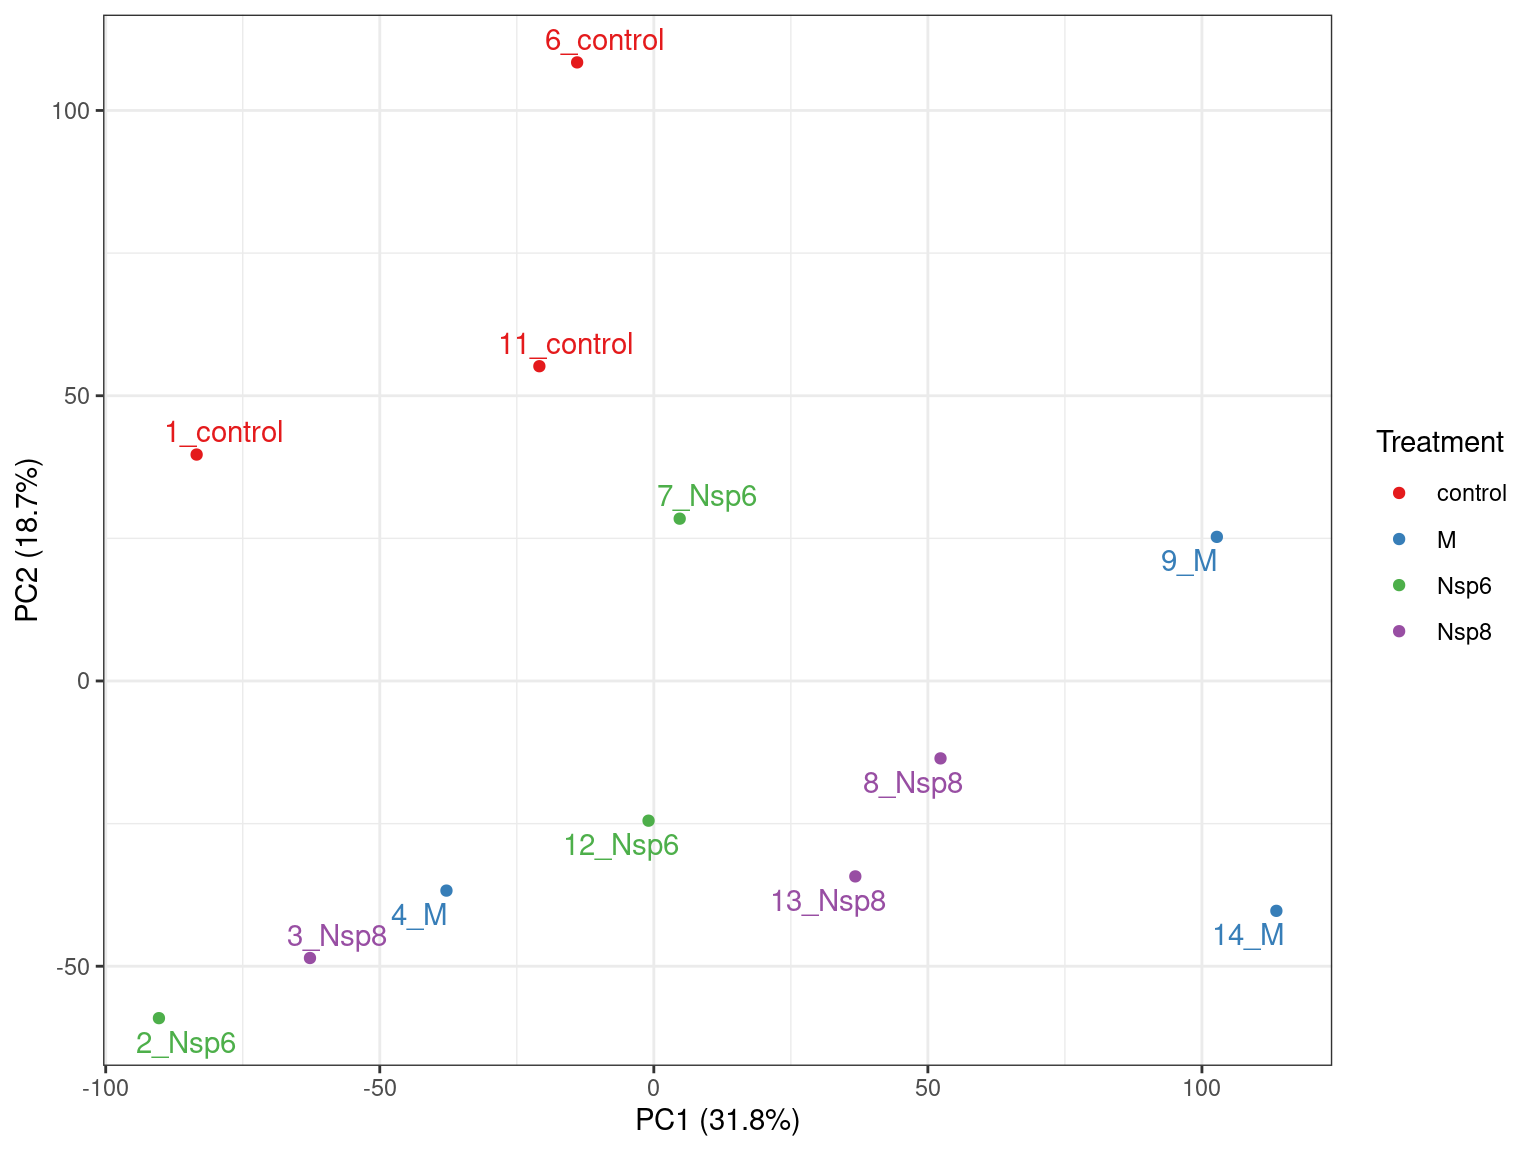 6_control
100
11_control
50
1_control
Treatment
control
M
Nsp6
Nsp8
7_Nsp6
9_M
PC2 (18.7%)
0
8_Nsp8
12_Nsp6
13_Nsp8
4_M
3_Nsp8
14_M
-50
2_Nsp6
-100
-50
0
50
100
PC1 (31.8%)